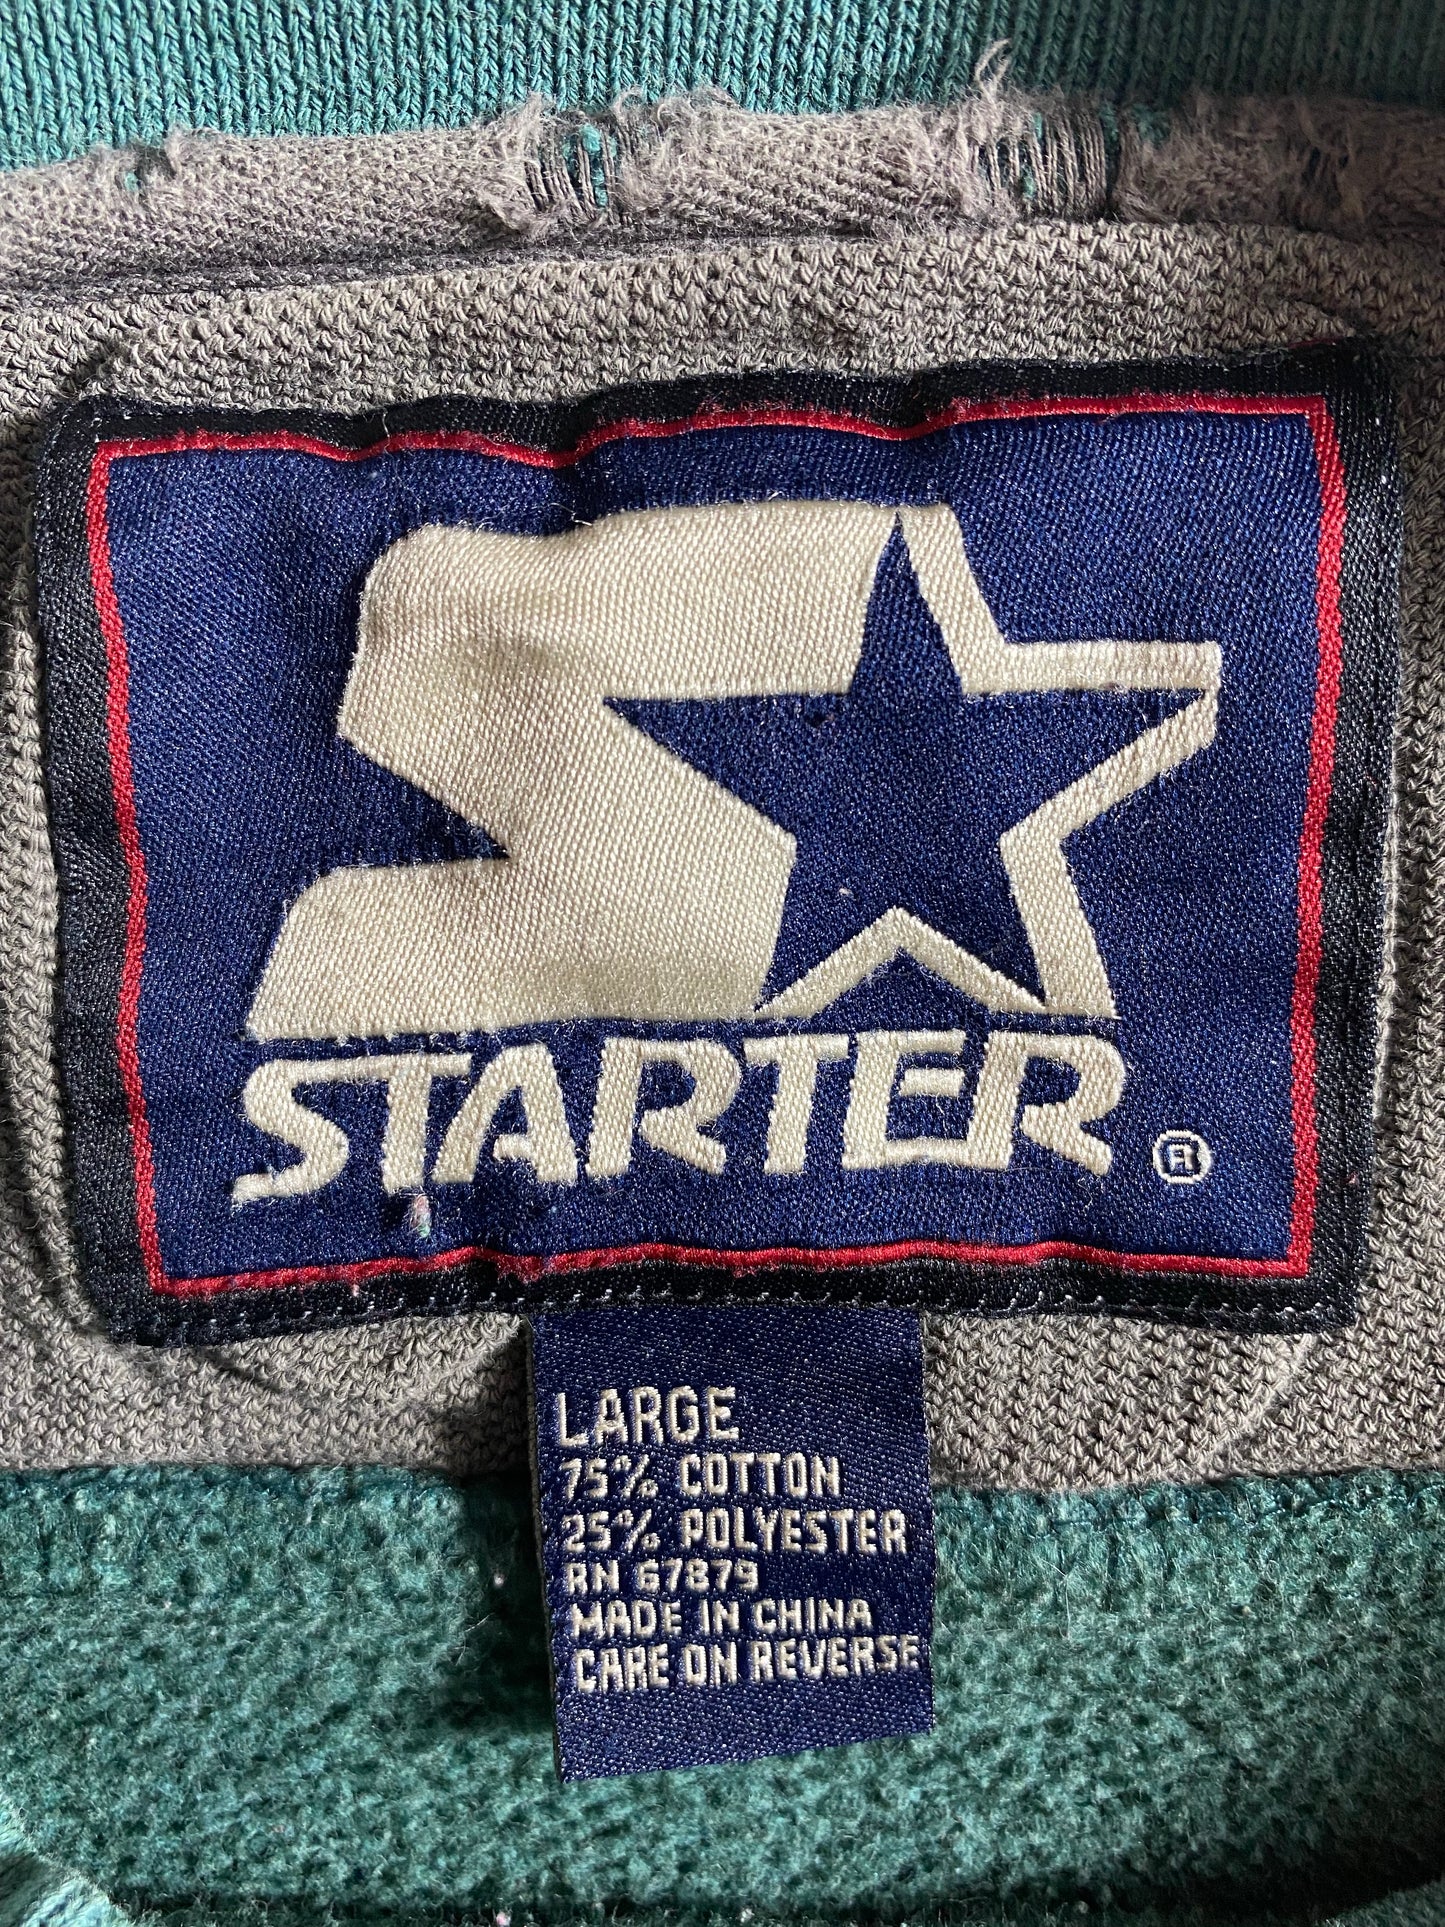 STARTER ®
LARGE
75% COTTON
25% POLYESTER
RN 67879
MADE IN CHINA
CARE ON REVERSE